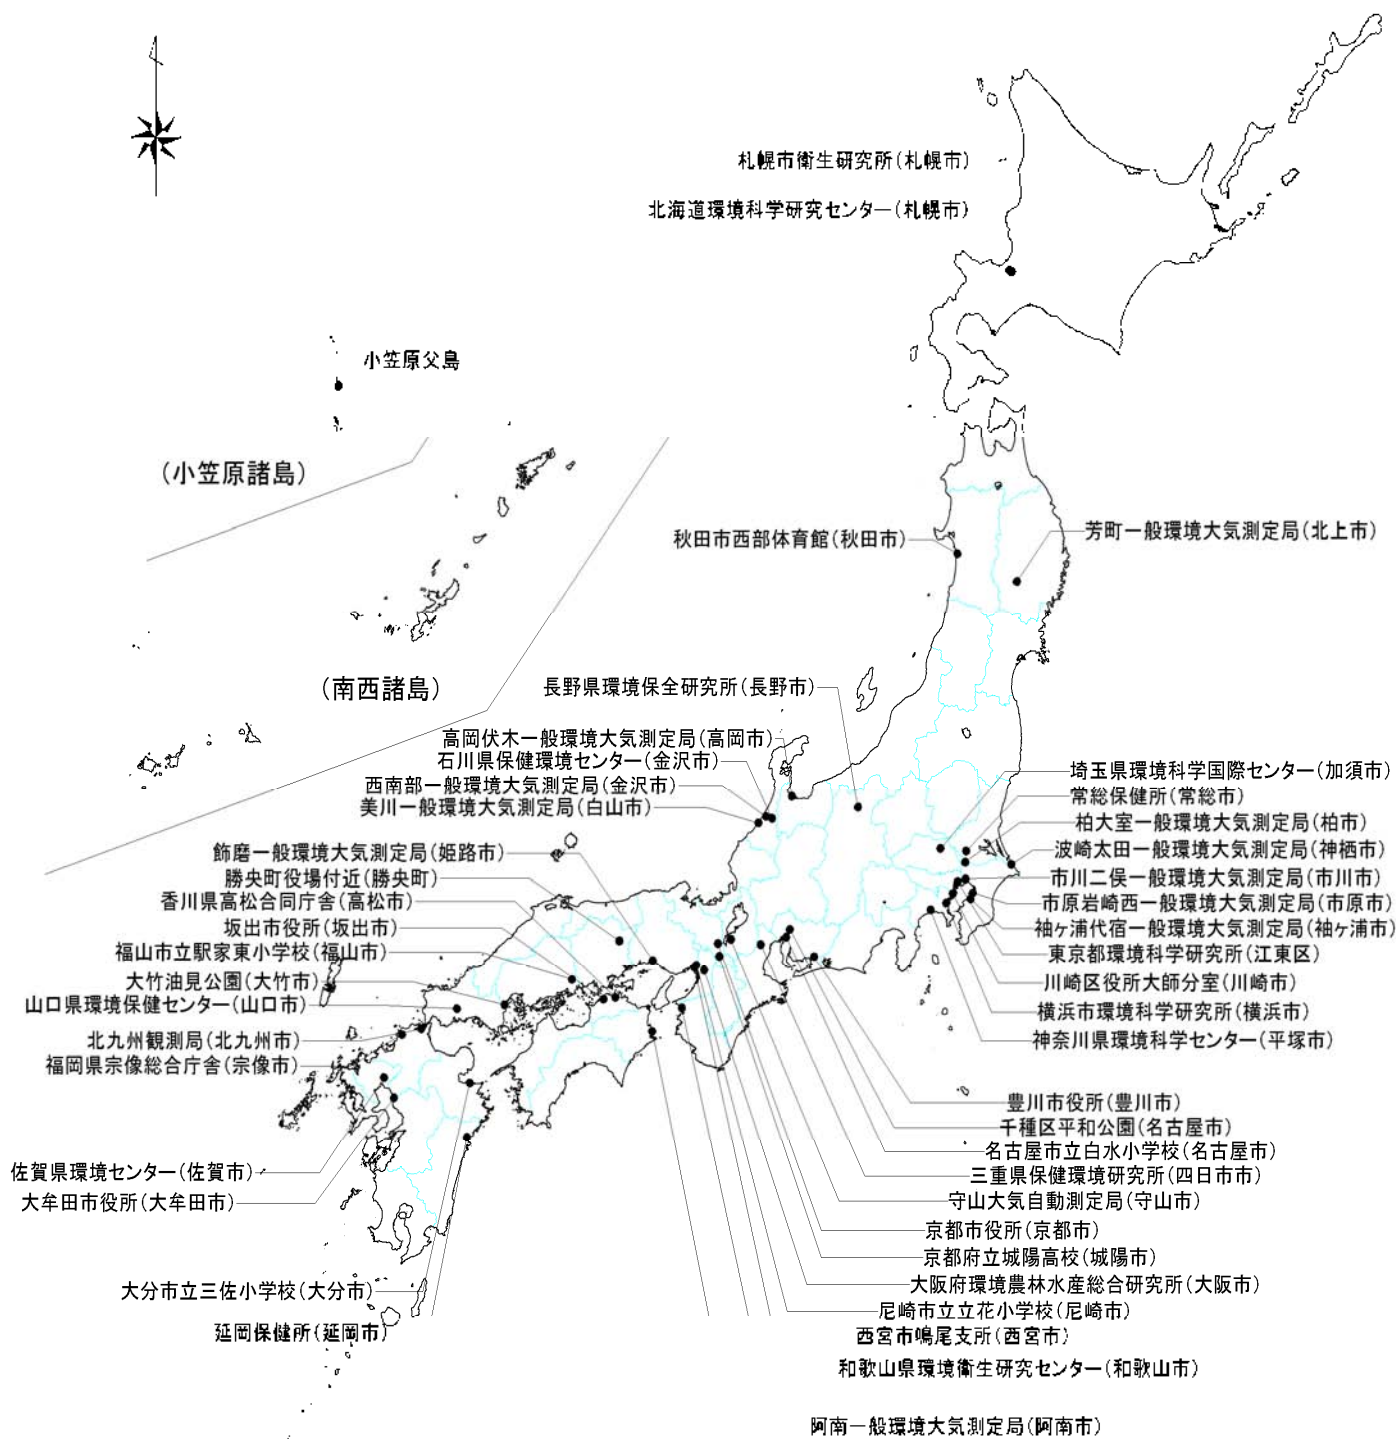 札幌市衛生研究所(札幌市)
北海道環境科学研究センター(札幌市)
小笠原父島
(小笠原諸島)
秋田市西部体育館(秋田市)
芳町一般環境大気測定局(北上市)
(南西諸島)
長野県環境保全研究所(長野市)
高岡伏木一般環境大気測定局(高岡市)
石川県保健環境センター(金沢市)
西南部一般環境大気測定局(金沢市)
美川一般環境大気測定局(白山市)
飾磨一般環境大気測定局(姫路市)
勝央町役場付近(勝央町)
香川県高松合同庁舎(高松市)
坂出市役所(坂出市)
福山市立駅家東小学校(福山市)
大竹油見公園(大竹市)
山口県環境保健センター(山口市)
北九州観測局(北九州市)
福岡県宗像総合庁舎(宗像市)
埼玉県環境科学国際センター(加須市)
常総保健所(常総市)
柏大室一般環境大気測定局(柏市)
波崎太田一般環境大気測定局(神栖市)
市川二俣一般環境大気測定局(市川市)
市原岩崎西一般環境大気測定局(市原市)
袖ヶ浦代宿一般環境大気測定局(袖ヶ浦市)
東京都環境科学研究所(江東区)
川崎区役所大師分室(川崎市)
横浜市環境科学研究所(横浜市)
神奈川県環境科学センター(平塚市)
豊川市役所(豊川市)
千種区平和公園(名古屋市)
名古屋市立白水小学校(名古屋市)
三重県保健環境研究所(四日市市)
守山大気自動測定局(守山市)
京都市役所(京都市)
京都府立城陽高校(城陽市)
大阪府環境農林水産総合研究所(大阪市)
尼崎市立立花小学校(尼崎市)
西宮市鳴尾支所(西宮市)
和歌山県環境衛生研究センター(和歌山市)
阿南一般環境大気測定局(阿南市)
佐賀県環境センター(佐賀市)
大牟田市役所(大牟田市)
大分市立三佐小学校(大分市)
延岡保健所(延岡市)